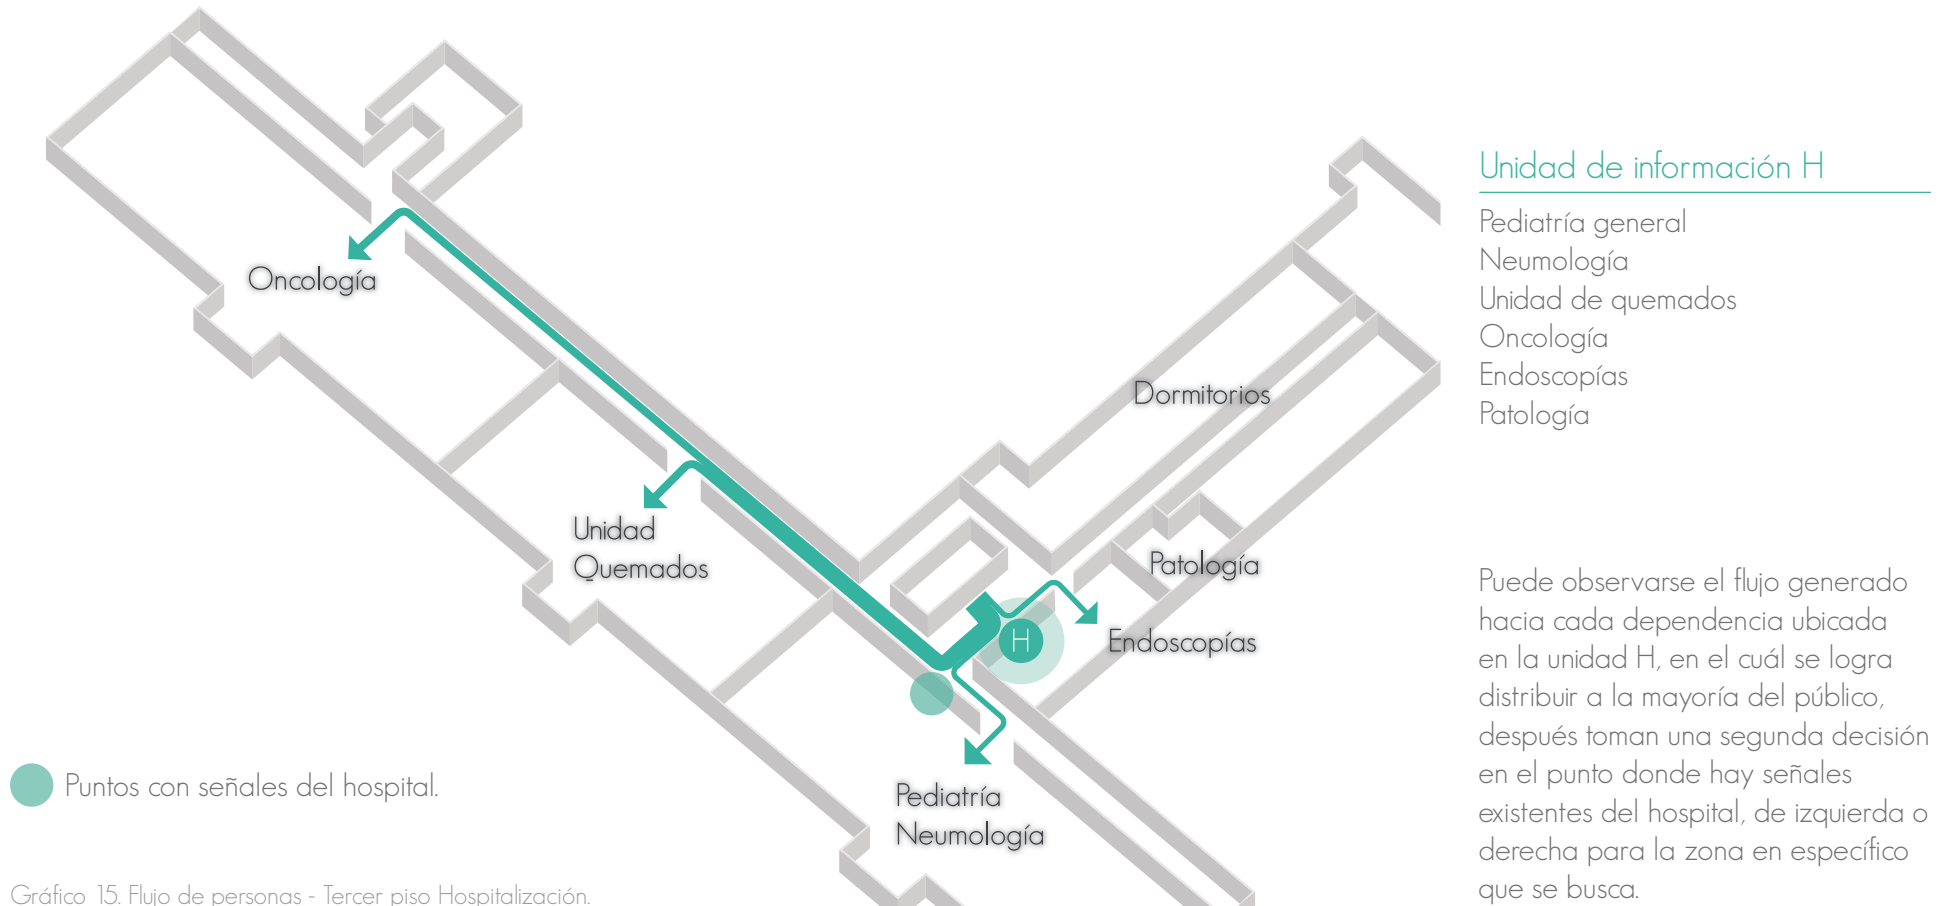 Oncología
Unidad
Quemados
Dormitorios
Patología
Endoscopías
H
Pediatría
Neumología
Puntos con señales del hospital.
Gráfico 15. Flujo de personas - Tercer piso Hospitalización.
Unidad de información H
Pediatría general
Neumología
Unidad de quemados
Oncología
Endoscopías
Patología
Puede observarse el flujo generado
hacia cada dependencia ubicada
en la unidad H, en el cuál se logra
distribuir a la mayoría del público,
después toman una segunda decisión
en el punto donde hay señales
existentes del hospital, de izquierda o
derecha para la zona en específico
que se busca.